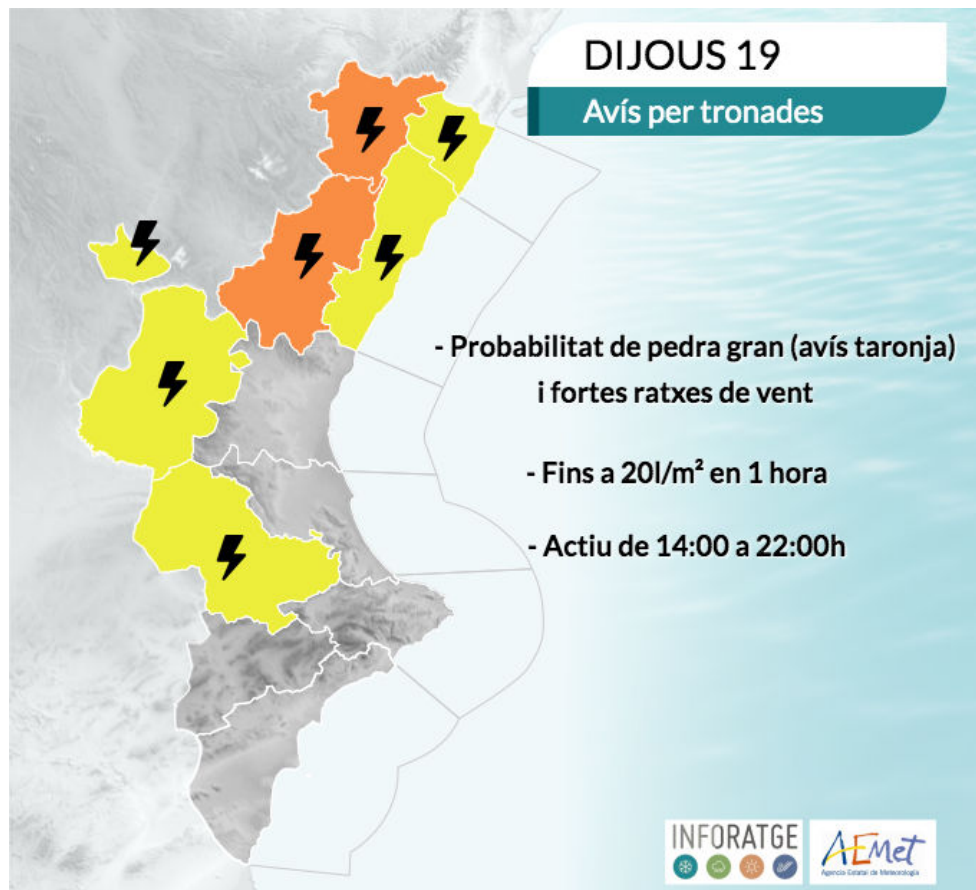 DIJOUS 19
Avís per tronades
- Probabilitat de pedra gran (avís taronja)
i fortes ratxes de vent
- Fins a 20l/m² en 1 hora
- Actiu de 14:00 a 22:00h
INFORATGE
AEMet
Agencia Estatal de Meteorología